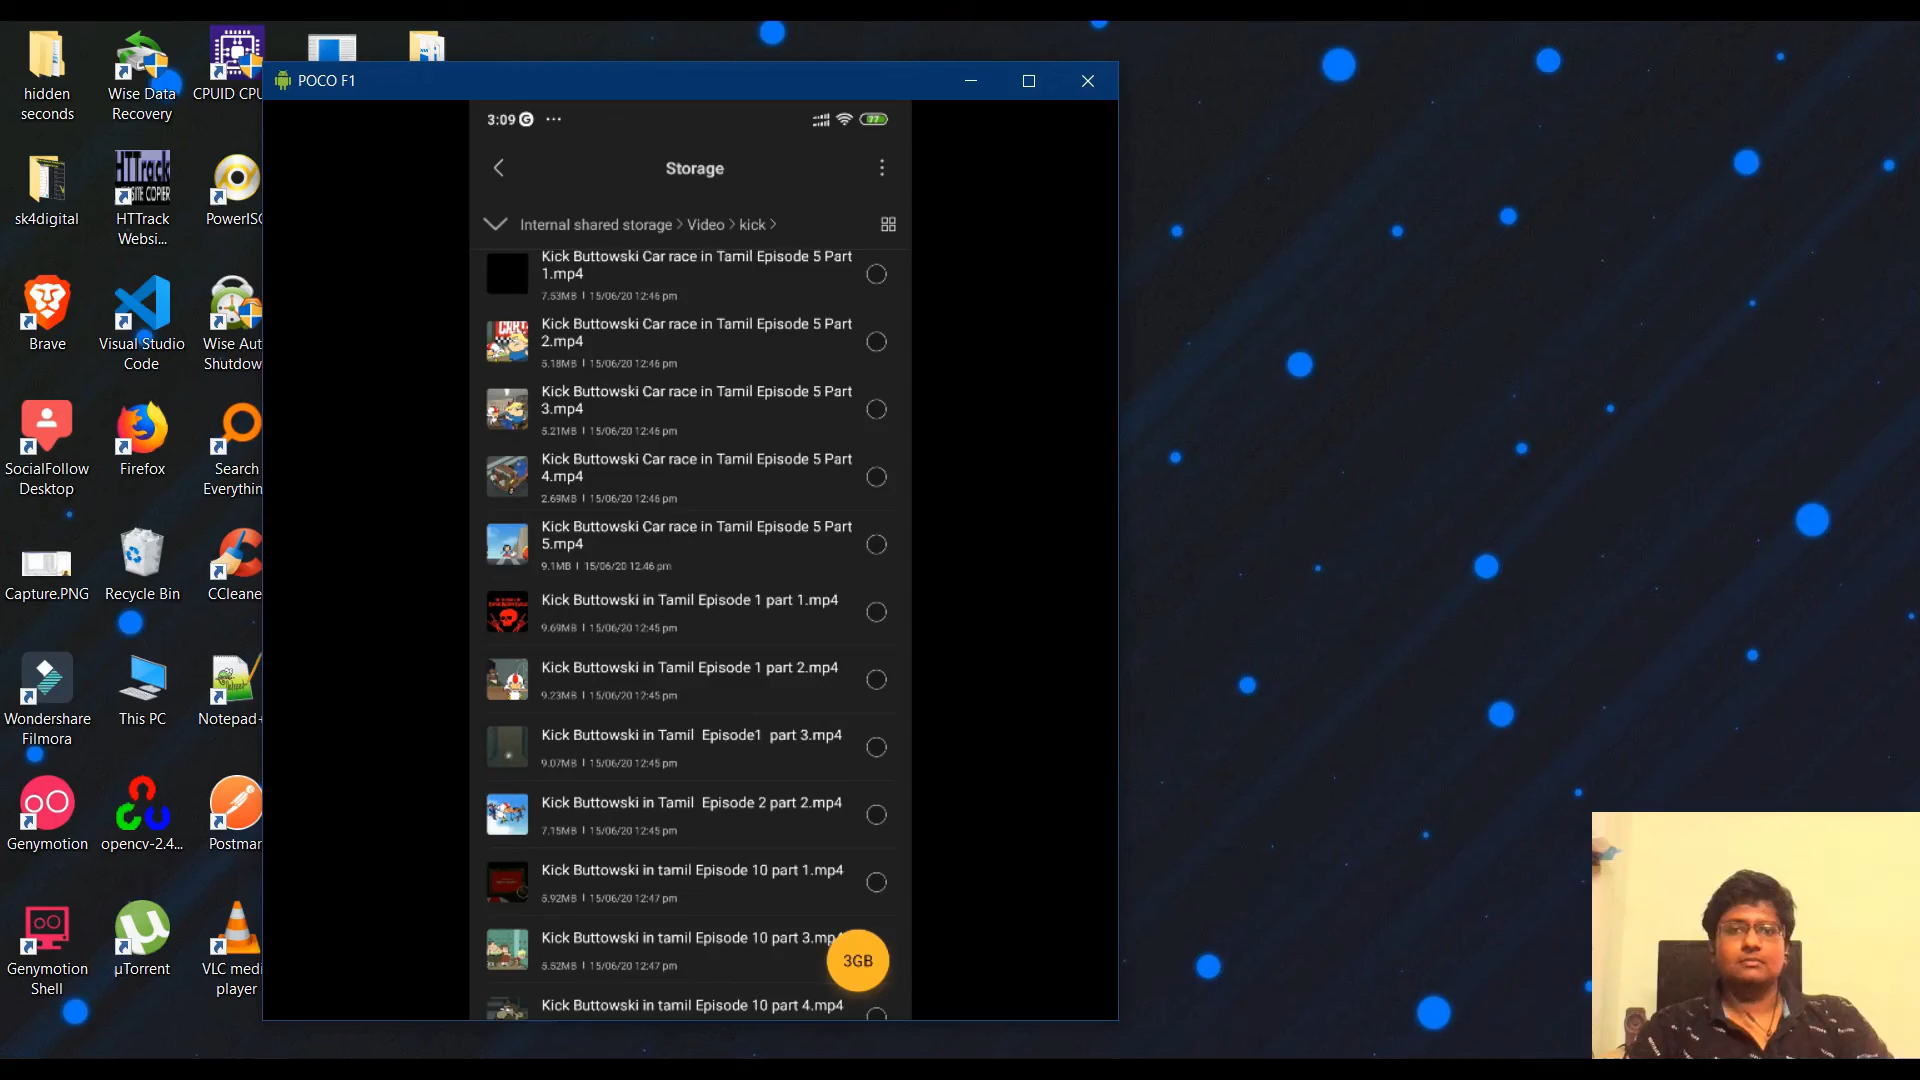 hidden
seconds
Wise Data
Recovery
CPUID CPU
sk4digital
HTTrack
SITE COPIER
HTTrack
Websi...
PowerISO
Brave
Visual Studio
Code
Wise Aut
Shutdow
SocialFollow
Desktop
Firefox
Search
Everythin
Capture.PNG
Recycle Bin
CCleane
Wondershare
Filmora
This PC
Notepad+
Genymotion
opencv-2.4...
Postmar
Genymotion
Shell
µTorrent
VLC medi
player
POCO F1
3:09 G ...
77
Storage
Internal shared storage > Video > kick >
Kick Buttowski Car race in Tamil Episode 5 Part
1.mp4
7.53MB | 15/06/20 12:46 pm
Kick Buttowski Car race in Tamil Episode 5 Part
2.mp4
5.18MB | 15/06/20 12:46 pm
Kick Buttowski Car race in Tamil Episode 5 Part
3.mp4
5.21MB | 15/06/20 12:46 pm
Kick Buttowski Car race in Tamil Episode 5 Part
4.mp4
2.69MB | 15/06/20 12:46 pm
Kick Buttowski Car race in Tamil Episode 5 Part
5.mp4
9.1MB | 15/06/20 12:46 pm
Kick Buttowski in Tamil Episode 1 part 1.mp4
9.69MB | 15/06/20 12:45 pm
Kick Buttowski in Tamil Episode 1 part 2.mp4
9.23MB | 15/06/20 12:45 pm
Kick Buttowski in Tamil  Episode1  part 3.mp4
9.07MB | 15/06/20 12:45 pm
Kick Buttowski in Tamil  Episode 2 part 2.mp4
7.15MB | 15/06/20 12:45 pm
Kick Buttowski in tamil Episode 10 part 1.mp4
5.92MB | 15/06/20 12:47 pm
Kick Buttowski in tamil Episode 10 part 3.mp4
5.52MB | 15/06/20 12:47 pm
3GB
Kick Buttowski in tamil Episode 10 part 4.mp4